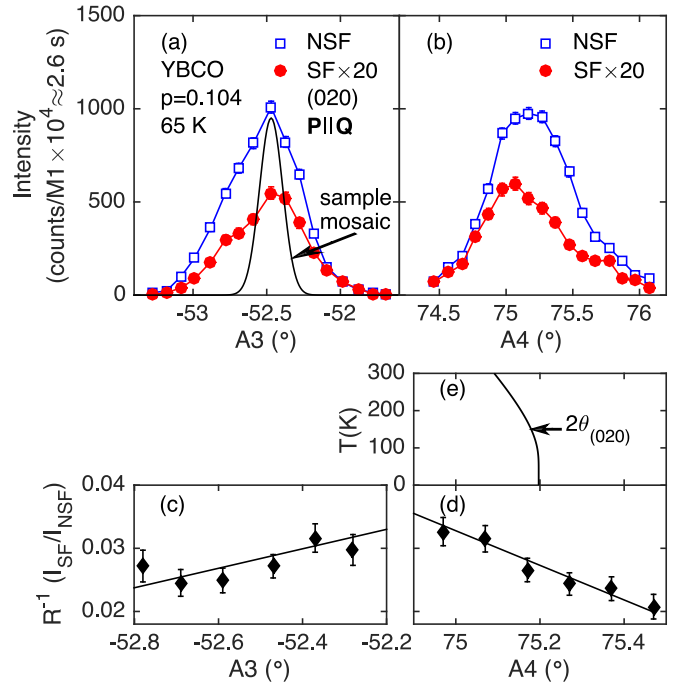 1500
1000
500
0
Intensity
(counts/M1 × 10⁴≈2.6 s)
(a)
YBCO
p=0.104
65 K
NSF
SF×20
(020)
P||Q
sample
mosaic
-53
-52.5
-52
A3 (°)
(b)
NSF
SF×20
74.5
75
75.5
76
A4 (°)
300
200
100
0
T(K)
(e)
2θ(020)
0.04
0.03
0.02
R⁻¹ (I_SF/I_NSF)
(c)
-52.8
-52.6
-52.4
-52.2
A3 (°)
(d)
75
75.2
75.4
A4 (°)